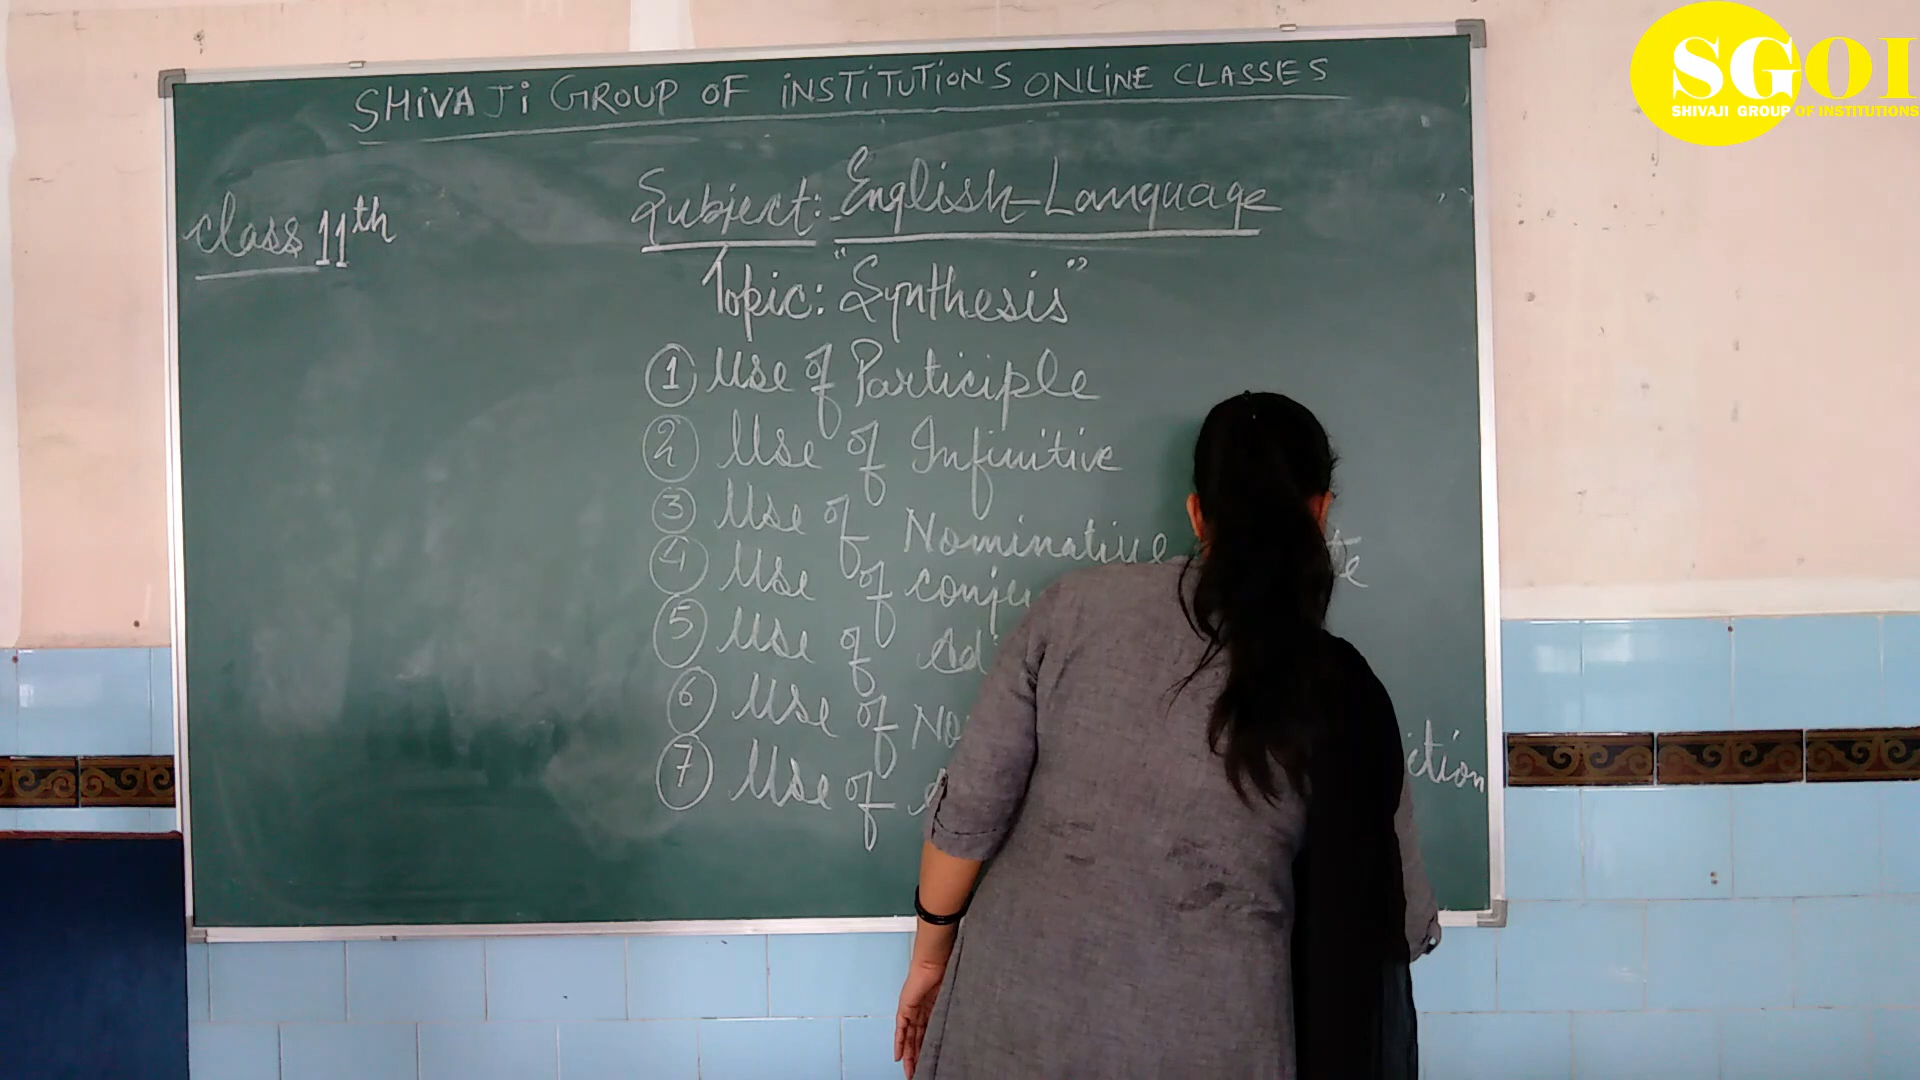 SHiVAJi GROUP OF iNSTiTUTiONS ONLiNE CLASSES
SGOI
SHIVAJI GROUP OF INSTITUTIONS
Class 11th
Subject:- English-Language
Topic: "Synthesis"
1 Use of Participle
2 Use of Infinitive
3 Use of Nominative
4 Use of
5 Use of
6 Use of
7 Use of